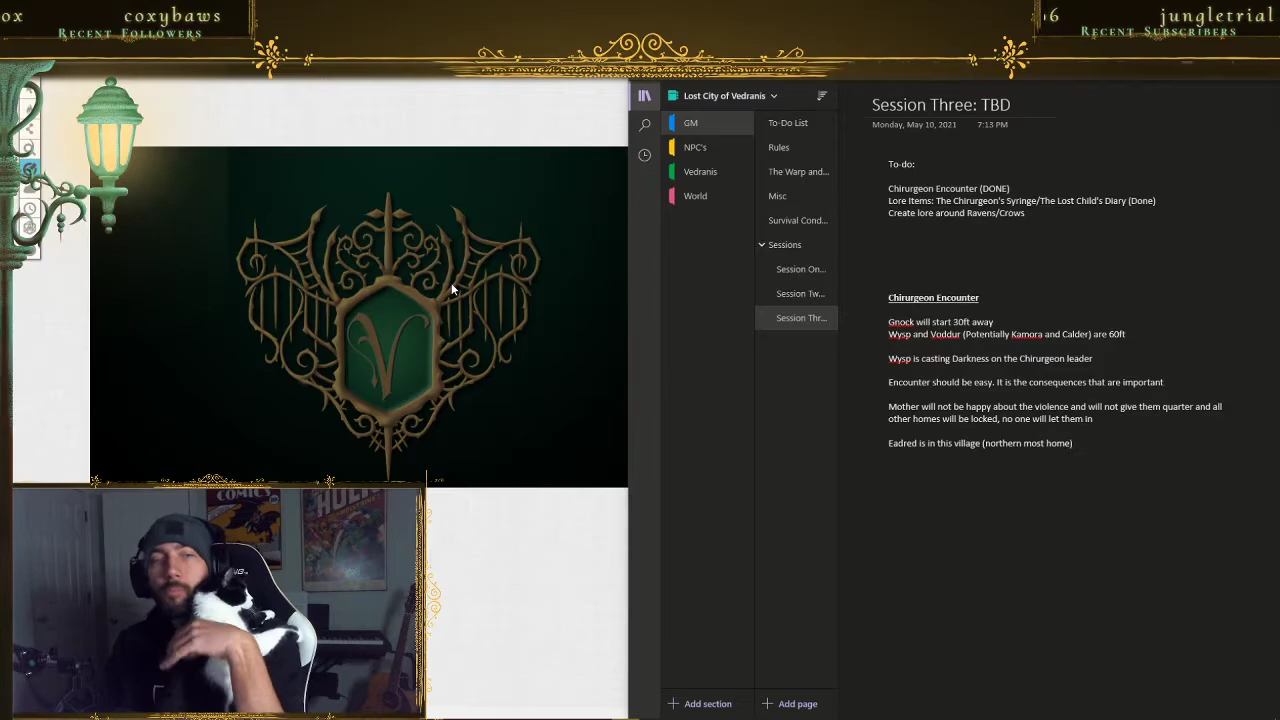 ox
coxybaws
RECENT FOLLOWERS
6
jungletrial
RECENT SUBSCRIBERS
Lost City of Vedranis
GM
NPC's
Vedranis
World
To-Do List
Rules
The Warp and...
Misc
Survival Cond...
Sessions
Session On...
Session Tw...
Session Thr...
Add section
Add page
Session Three: TBD
Monday, May 10, 2021 7:13 PM
To-do:
Chirurgeon Encounter (DONE)
Lore Items: The Chirurgeon's Syringe/The Lost Child's Diary (Done)
Create lore around Ravens/Crows
Chirurgeon Encounter
Gnock will start 30ft away
Wysp and Voddur (Potentially Kamora and Calder) are 60ft
Wysp is casting Darkness on the Chirurgeon leader
Encounter should be easy. It is the consequences that are important
Mother will not be happy about the violence and will not give them quarter and all
other homes will be locked, no one will let them in
Eadred is in this village (northern most home)
V
COMICS
HULK